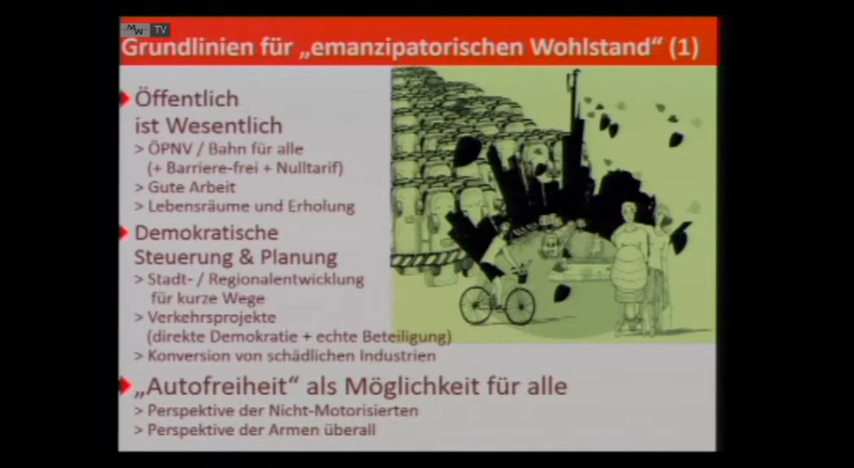 MW TV
Grundlinien für „emanzipatorischen Wohlstand“ (1)
Öffentlich
ist Wesentlich
> ÖPNV / Bahn für alle
(+ Barriere-frei + Nulltarif)
> Gute Arbeit
> Lebensräume und Erholung
Demokratische
Steuerung & Planung
> Stadt- / Regionalentwicklung
für kurze Wege
> Verkehrsprojekte
(direkte Demokratie + echte Beteiligung)
> Konversion von schädlichen Industrien
„Autofreiheit“ als Möglichkeit für alle
> Perspektive der Nicht-Motorisierten
> Perspektive der Armen überall